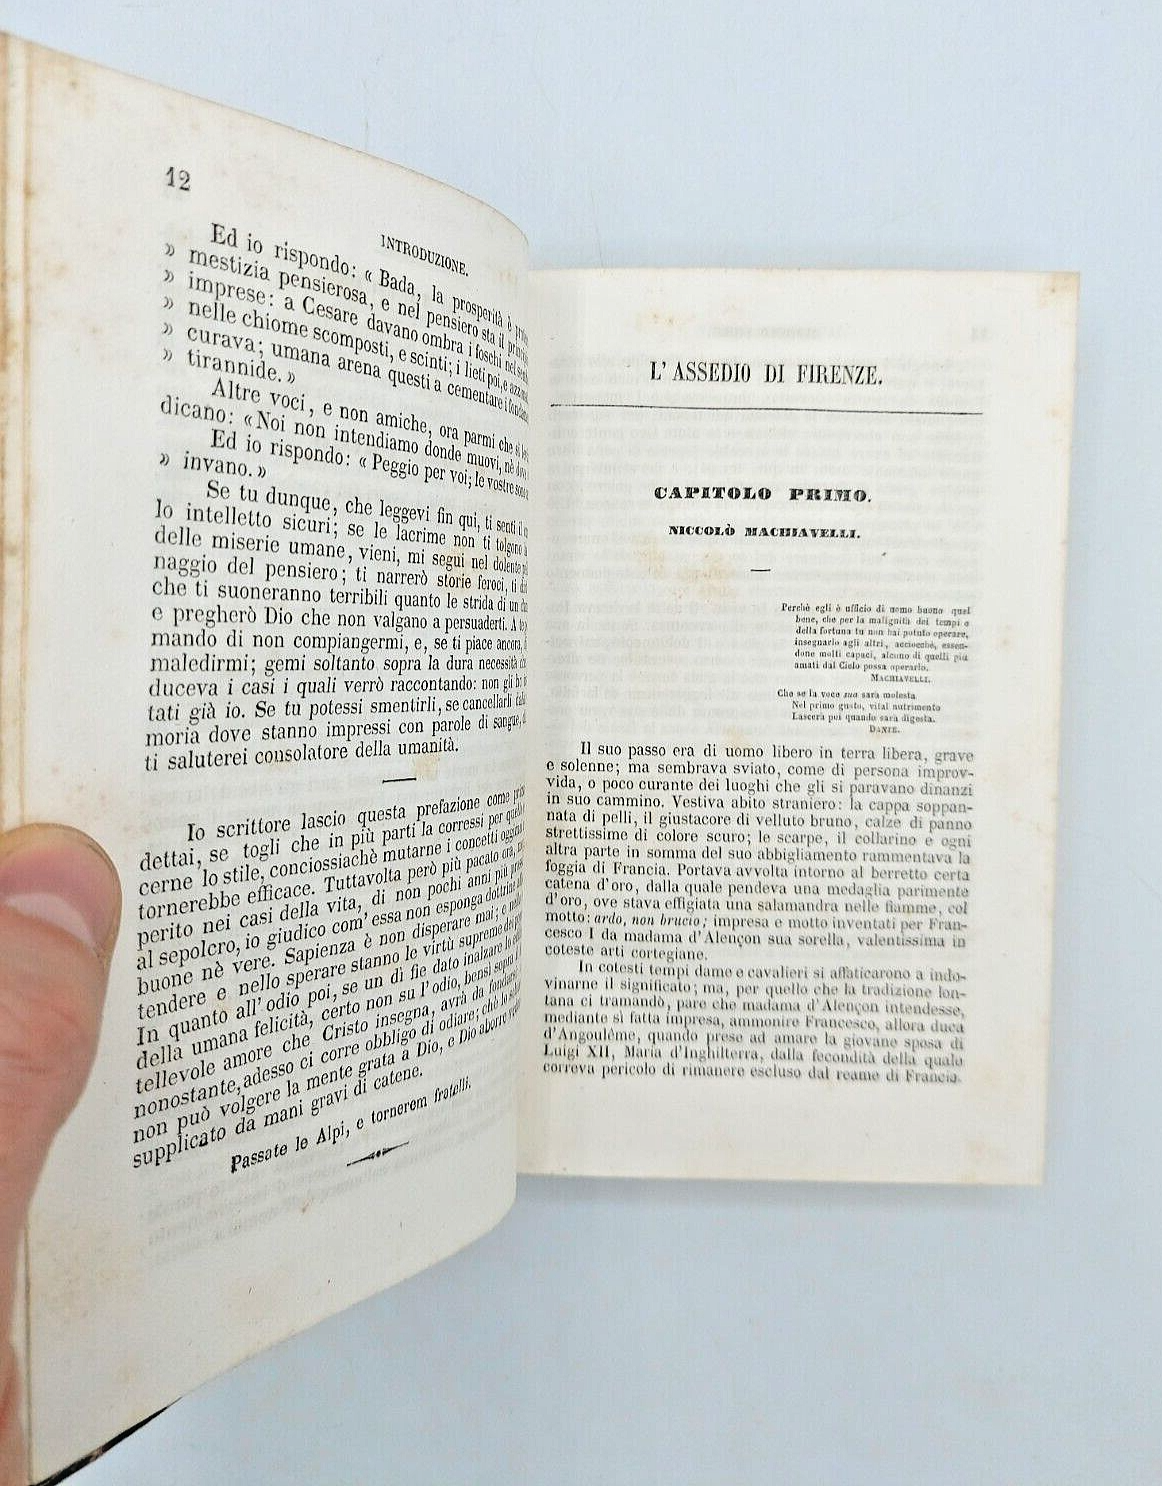 12
INTRODUZIONE.
Ed io rispondo: « Bada, la prosperità è
» mestizia pensierosa, e nel pensiero sta il
» imprese: a Cesare davano ombra i foschi nel
» nelle chiome scomposti, e scinti; i lieti poi, e
» curava; umana arena questi a cementare i
» tirannide. »
Altre voci, e non amiche, ora parmi che si
dicano: «Noi non intendiamo donde muovi, nè
Ed io rispondo: « Peggio per voi; le vostre
» invano. »
Se tu dunque, che leggevi fin qui, ti senti il
lo intelletto sicuri; se le lacrime non ti tolgono
delle miserie umane, vieni, mi segui nel dolente
naggio del pensiero; ti narrerò storie feroci, ti
che ti suoneranno terribili quanto le strida di un
e pregherò Dio che non valgano a persuaderti. A te
mando di non compiangermi, e, se ti piace ancora,
maledirmi; gemi soltanto sopra la dura necessità
duceva i casi i quali verrò raccontando: non gli ho
tati già io. Se tu potessi smentirli, se cancellarli
moria dove stanno impressi con parole di sangue,
ti saluterei consolatore della umanità.
Io scrittore lascio questa prefazione come
dettai, se togli che in più parti la corressi per
cerne lo stile, conciossiachè mutarne i concetti
tornerebbe efficace. Tuttavolta però più pacato ora,
perito nei casi della vita, di non pochi anni più
al sepolcro, io giudico com' essa non esponga dottrine
buone nè vere. Sapienza è non disperare mai; e
tendere e nello sperare stanno le virtù supreme
In quanto all' odio poi, se un dì fie dato inalzare
della umana felicità, certo non su l'odio, bensì sopra
tellevole amore che Cristo insegna, avrà da
nonostante, adesso ci corre obbligo di odiare; chè lo
non può volgere la mente grata a Dio, e Dio aborre
supplicato da mani gravi di catene.
Passate le Alpi, e tornerem fratelli.
L' ASSEDIO DI FIRENZE.
CAPITOLO PRIMO.
NICCOLÒ MACHIAVELLI.
Perchè egli è ufficio di uomo buono quel
bene, che per la malignità dei tempi o
della fortuna tu non hai potuto operare,
insegnarlo agli altri, acciocchè, essen-
done molti capaci, alcuno di quelli più
amati dal Cielo possa operarlo.
MACHIAVELLI.
Che se la voce sua sarà molesta
Nel primo gusto, vital nutrimento
Lascerà poi quando sarà digesta.
DANTE.
Il suo passo era di uomo libero in terra libera, grave
e solenne; ma sembrava sviato, come di persona improv-
vida, o poco curante dei luoghi che gli si paravano dinanzi
in suo cammino. Vestiva abito straniero: la cappa soppan-
nata di pelli, il giustacore di velluto bruno, calze di panno
strettissime di colore scuro; le scarpe, il collarino e ogni
altra parte in somma del suo abbigliamento rammentava la
foggia di Francia. Portava avvolta intorno al berretto certa
catena d'oro, dalla quale pendeva una medaglia parimente
d'oro, ove stava effigiata una salamandra nelle fiamme, col
motto: ardo, non brucio; impresa e motto inventati per Fran-
cesco I da madama d'Alençon sua sorella, valentissima in
coteste arti cortegiane.
In cotesti tempi dame e cavalieri si affaticarono a indo-
vinarne il significato; ma, per quello che la tradizione lon-
tana ci tramandò, pare che madama d'Alençon intendesse,
mediante sì fatta impresa, ammonire Francesco, allora duca
d'Angoulême, quando prese ad amare la giovane sposa di
Luigi XII, Maria d'Inghilterra, dalla fecondità della quale
correva pericolo di rimanere escluso dal reame di Francia.